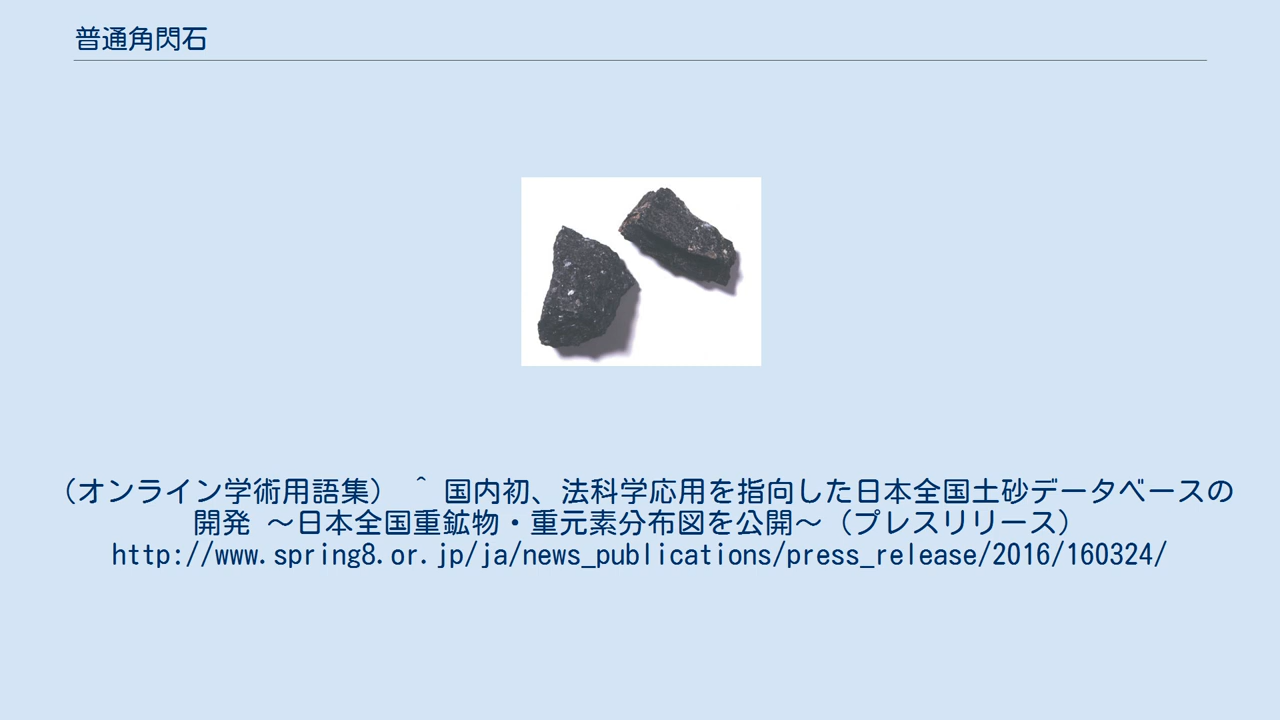 普通角閃石
（オンライン学術用語集） ^ 国内初、法科学応用を指向した日本全国土砂データベースの
開発 ～日本全国重鉱物・重元素分布図を公開～（プレスリリース）
http://www.spring8.or.jp/ja/news_publications/press_release/2016/160324/